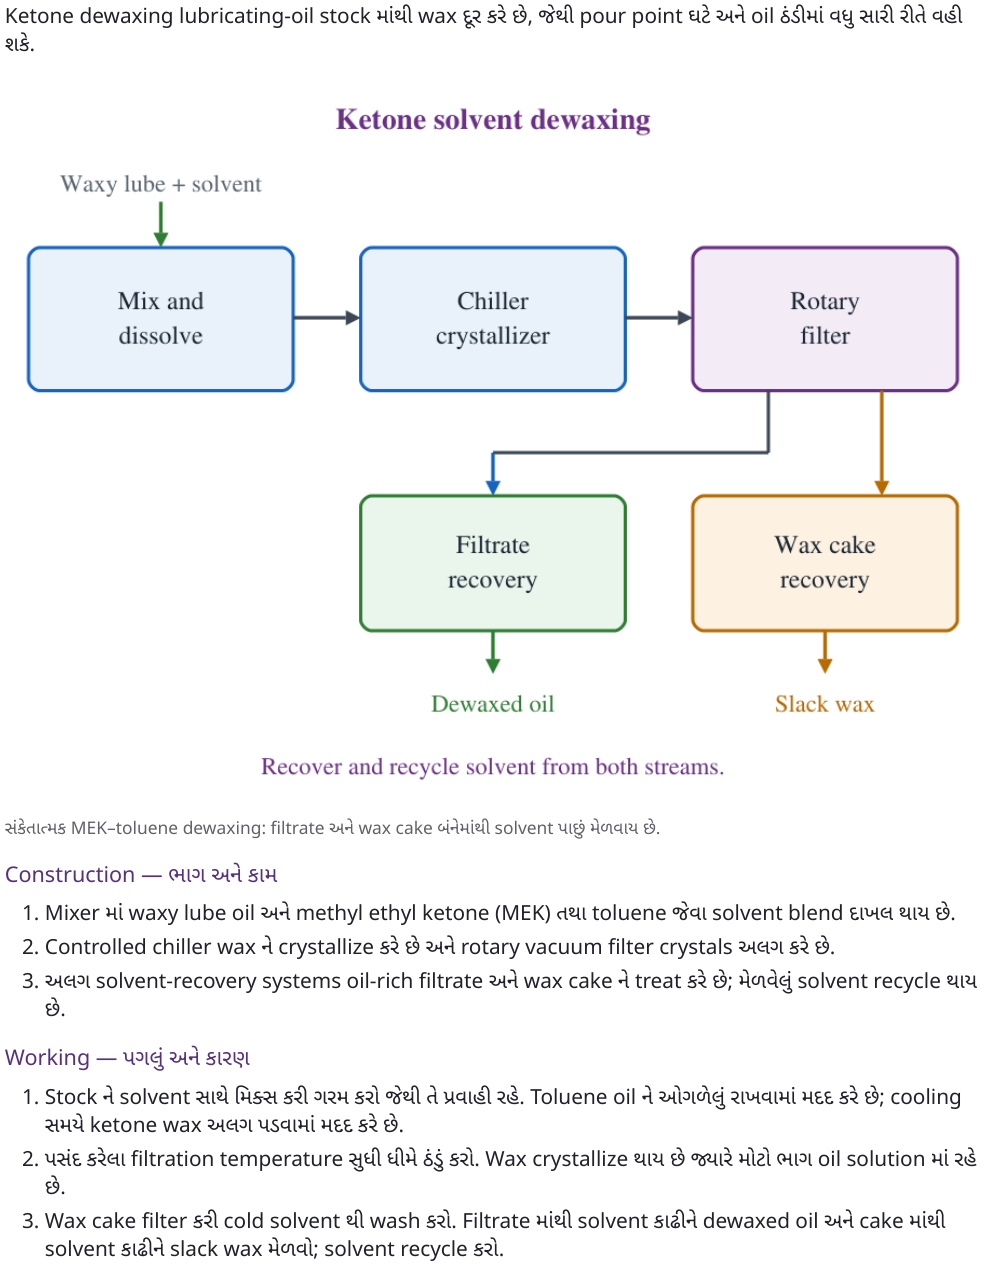 Ketone dewaxing lubricating-oil stock માંથી wax દૂર કરે છે, જેથી pour point ઘટે અને oil ઠંડીમાં વધુ સારી રીતે વહી
શકે.
Ketone solvent dewaxing
Waxy lube + solvent
Mix and
dissolve
Chiller
crystallizer
Rotary
filter
Filtrate
recovery
Wax cake
recovery
Dewaxed oil
Slack wax
Recover and recycle solvent from both streams.
સંકેતાત્મક MEK–toluene dewaxing: filtrate અને wax cake બંનેમાંથી solvent પાછું મેળવાય છે.
Construction — ભાગ અને કામ
1. Mixer માં waxy lube oil અને methyl ethyl ketone (MEK) તથા toluene જેવા solvent blend દાખલ થાય છે.
2. Controlled chiller wax ને crystallize કરે છે અને rotary vacuum filter crystals અલગ કરે છે.
3. અલગ solvent-recovery systems oil-rich filtrate અને wax cake ને treat કરે છે; મેળવેલું solvent recycle થાય
છે.
Working — પગલું અને કારણ
1. Stock ને solvent સાથે મિક્સ કરી ગરમ કરો જેથી તે પ્રવાહી રહે. Toluene oil ને ઓગળેલું રાખવામાં મદદ કરે છે; cooling
સમયે ketone wax અલગ પડવામાં મદદ કરે છે.
2. પસંદ કરેલા filtration temperature સુધી ધીમે ઠંડું કરો. Wax crystallize થાય છે જ્યારે મોટો ભાગ oil solution માં રહે
છે.
3. Wax cake filter કરી cold solvent થી wash કરો. Filtrate માંથી solvent કાઢીને dewaxed oil અને cake માંથી
solvent કાઢીને slack wax મેળવો; solvent recycle કરો.